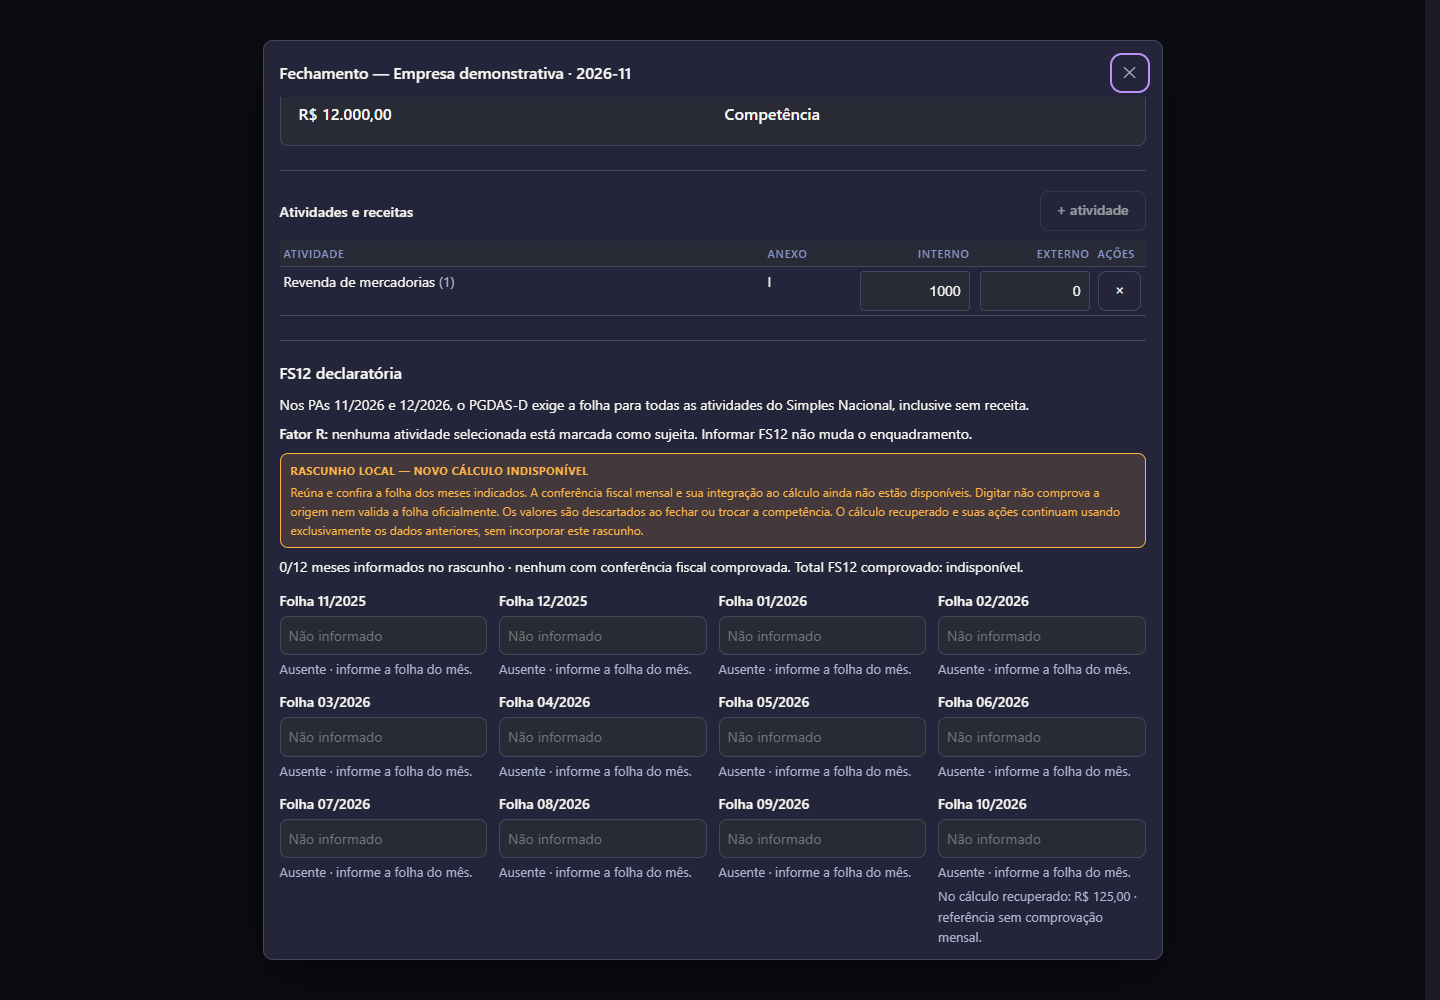 Fechamento — Empresa demonstrativa · 2026-11
R$ 12.000,00
Competência
Atividades e receitas
+ atividade
ATIVIDADE ANEXO INTERNO EXTERNO AÇÕES
Revenda de mercadorias (1) I 1000 0 ×
FS12 declaratória
Nos PAs 11/2026 e 12/2026, o PGDAS-D exige a folha para todas as atividades do Simples Nacional, inclusive sem receita.
Fator R: nenhuma atividade selecionada está marcada como sujeita. Informar FS12 não muda o enquadramento.
RASCUNHO LOCAL — NOVO CÁLCULO INDISPONÍVEL
Reúna e confira a folha dos meses indicados. A conferência fiscal mensal e sua integração ao cálculo ainda não estão disponíveis. Digitar não comprova a
origem nem valida a folha oficialmente. Os valores são descartados ao fechar ou trocar a competência. O cálculo recuperado e suas ações continuam usando
exclusivamente os dados anteriores, sem incorporar este rascunho.
0/12 meses informados no rascunho · nenhum com conferência fiscal comprovada. Total FS12 comprovado: indisponível.
Folha 11/2025 Folha 12/2025 Folha 01/2026 Folha 02/2026
Não informado Não informado Não informado Não informado
Ausente · informe a folha do mês. Ausente · informe a folha do mês. Ausente · informe a folha do mês. Ausente · informe a folha do mês.
Folha 03/2026 Folha 04/2026 Folha 05/2026 Folha 06/2026
Não informado Não informado Não informado Não informado
Ausente · informe a folha do mês. Ausente · informe a folha do mês. Ausente · informe a folha do mês. Ausente · informe a folha do mês.
Folha 07/2026 Folha 08/2026 Folha 09/2026 Folha 10/2026
Não informado Não informado Não informado Não informado
Ausente · informe a folha do mês. Ausente · informe a folha do mês. Ausente · informe a folha do mês. Ausente · informe a folha do mês.
No cálculo recuperado: R$ 125,00 ·
referência sem comprovação
mensal.